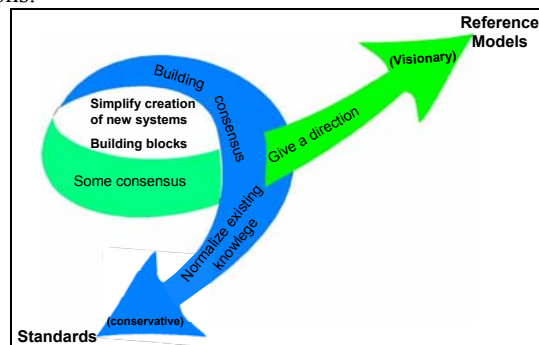 ons.
Reference
Models
(Visionary)
Building
consensus
Simplify creation
of new systems
Give a direction
Building blocks
Some consensus
Normalize existing
knowlege
(conservative)
Standards